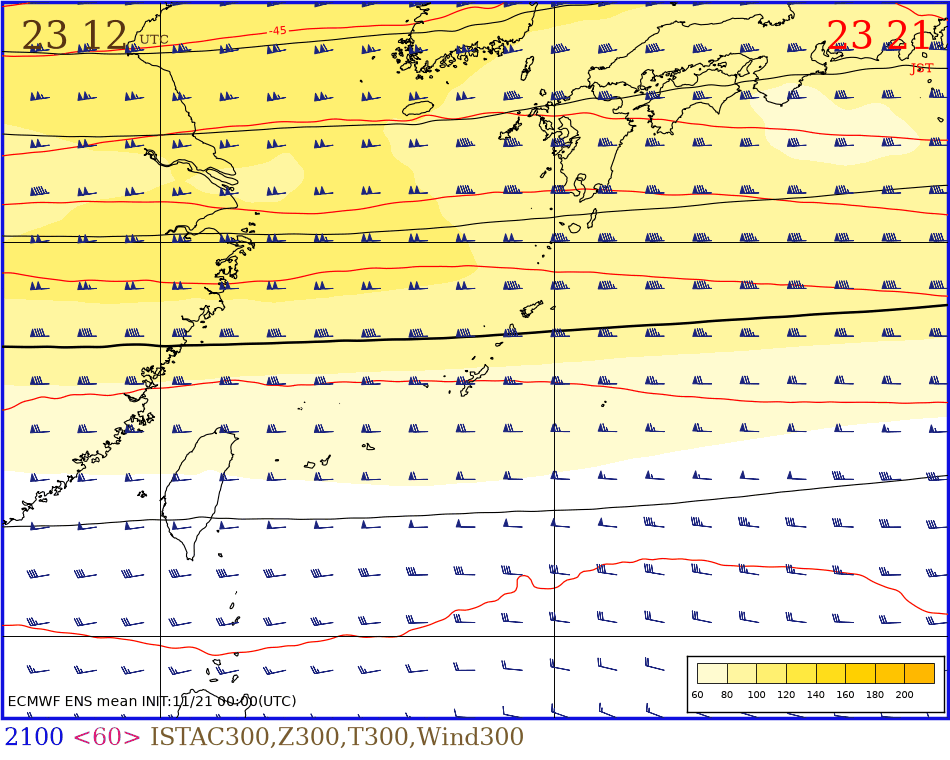 23 12 UTC
23 21
JST
-45
ECMWF ENS mean INIT:11/21 00:00(UTC)
60 80 100 120 140 160 180 200
2100 <60> ISTAC300,Z300,T300,Wind300